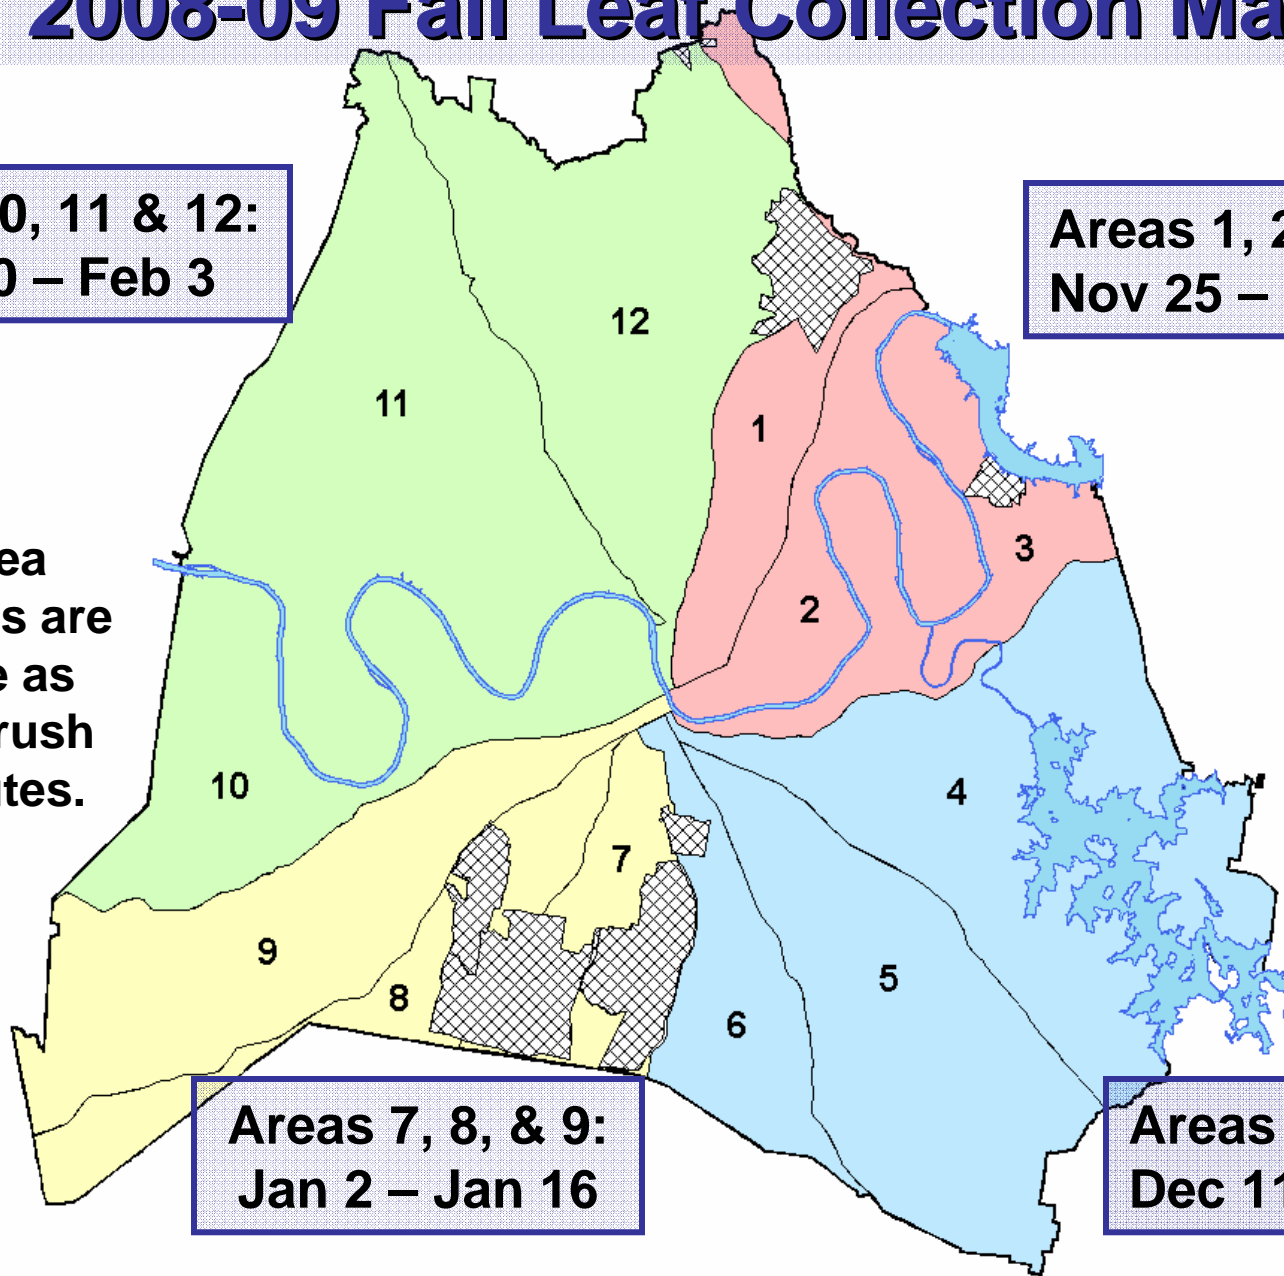 2008-09 Fall Leaf Collection Ma
0, 11 & 12:
0 – Feb 3
Areas 1, 2
Nov 25 –
12
11
1
3
2
ea
s are
e as
rush
utes.
10
4
7
9
8
5
6
Areas 7, 8, & 9:
Jan 2 – Jan 16
Areas
Dec 11